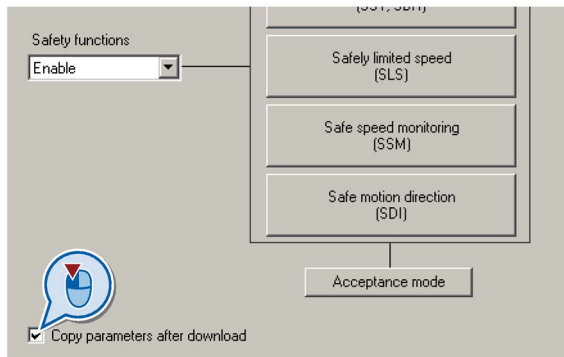 Safety functions
Enable
Safely limited speed
(SLS)
Safe speed monitoring
(SSM)
Safe motion direction
(SDI)
Acceptance mode
Copy parameters after download